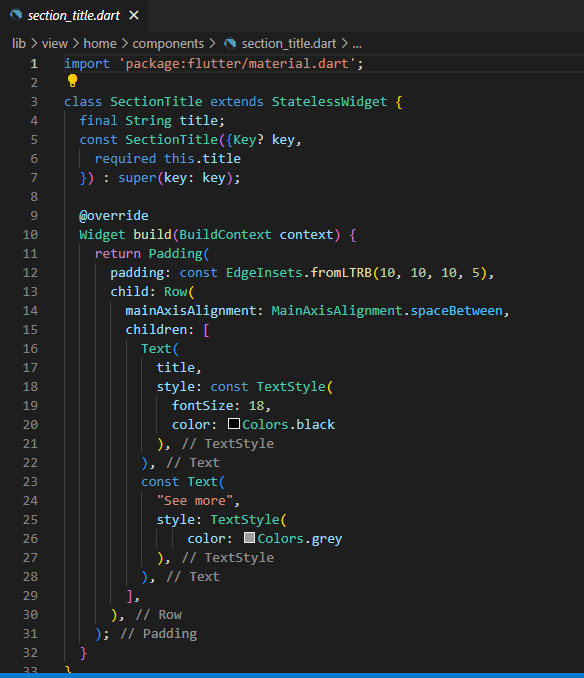 section_title.dart ×
lib > view > home > components > section_title.dart > ...
1 import 'package:flutter/material.dart';
2
3 class SectionTitle extends StatelessWidget {
4   final String title;
5   const SectionTitle({Key? key,
6     required this.title
7   }) : super(key: key);
8
9   @override
10   Widget build(BuildContext context) {
11     return Padding(
12       padding: const EdgeInsets.fromLTRB(10, 10, 10, 5),
13       child: Row(
14         mainAxisAlignment: MainAxisAlignment.spaceBetween,
15         children: [
16           Text(
17             title,
18             style: const TextStyle(
19               fontSize: 18,
20               color: Colors.black
21             ), // TextStyle
22           ), // Text
23           const Text(
24             "See more",
25             style: TextStyle(
26                 color: Colors.grey
27             ), // TextStyle
28           ), // Text
29         ],
30       ), // Row
31     ); // Padding
32   }
33 }